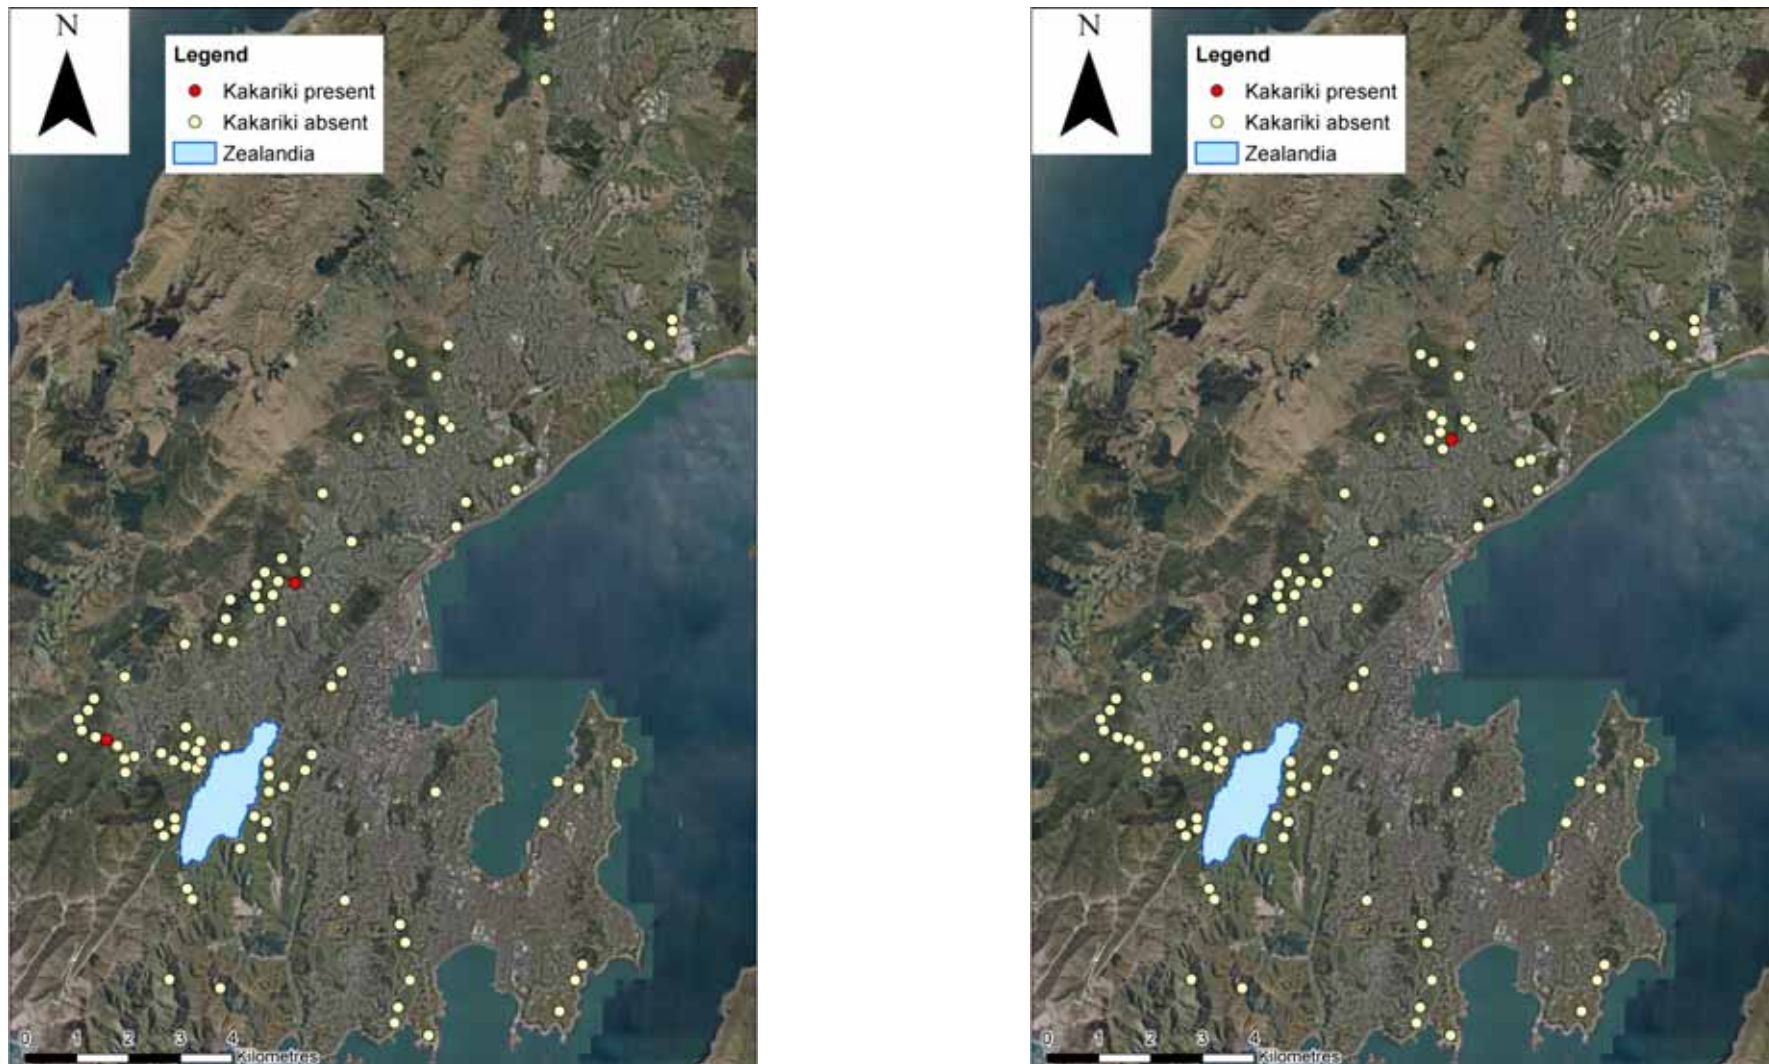 N
Legend
Kakariki present
Kakariki absent
Zealandia
0 1 2 3 4
Kilometres
N
Legend
Kakariki present
Kakariki absent
Zealandia
0 1 2 3 4
Kilometres